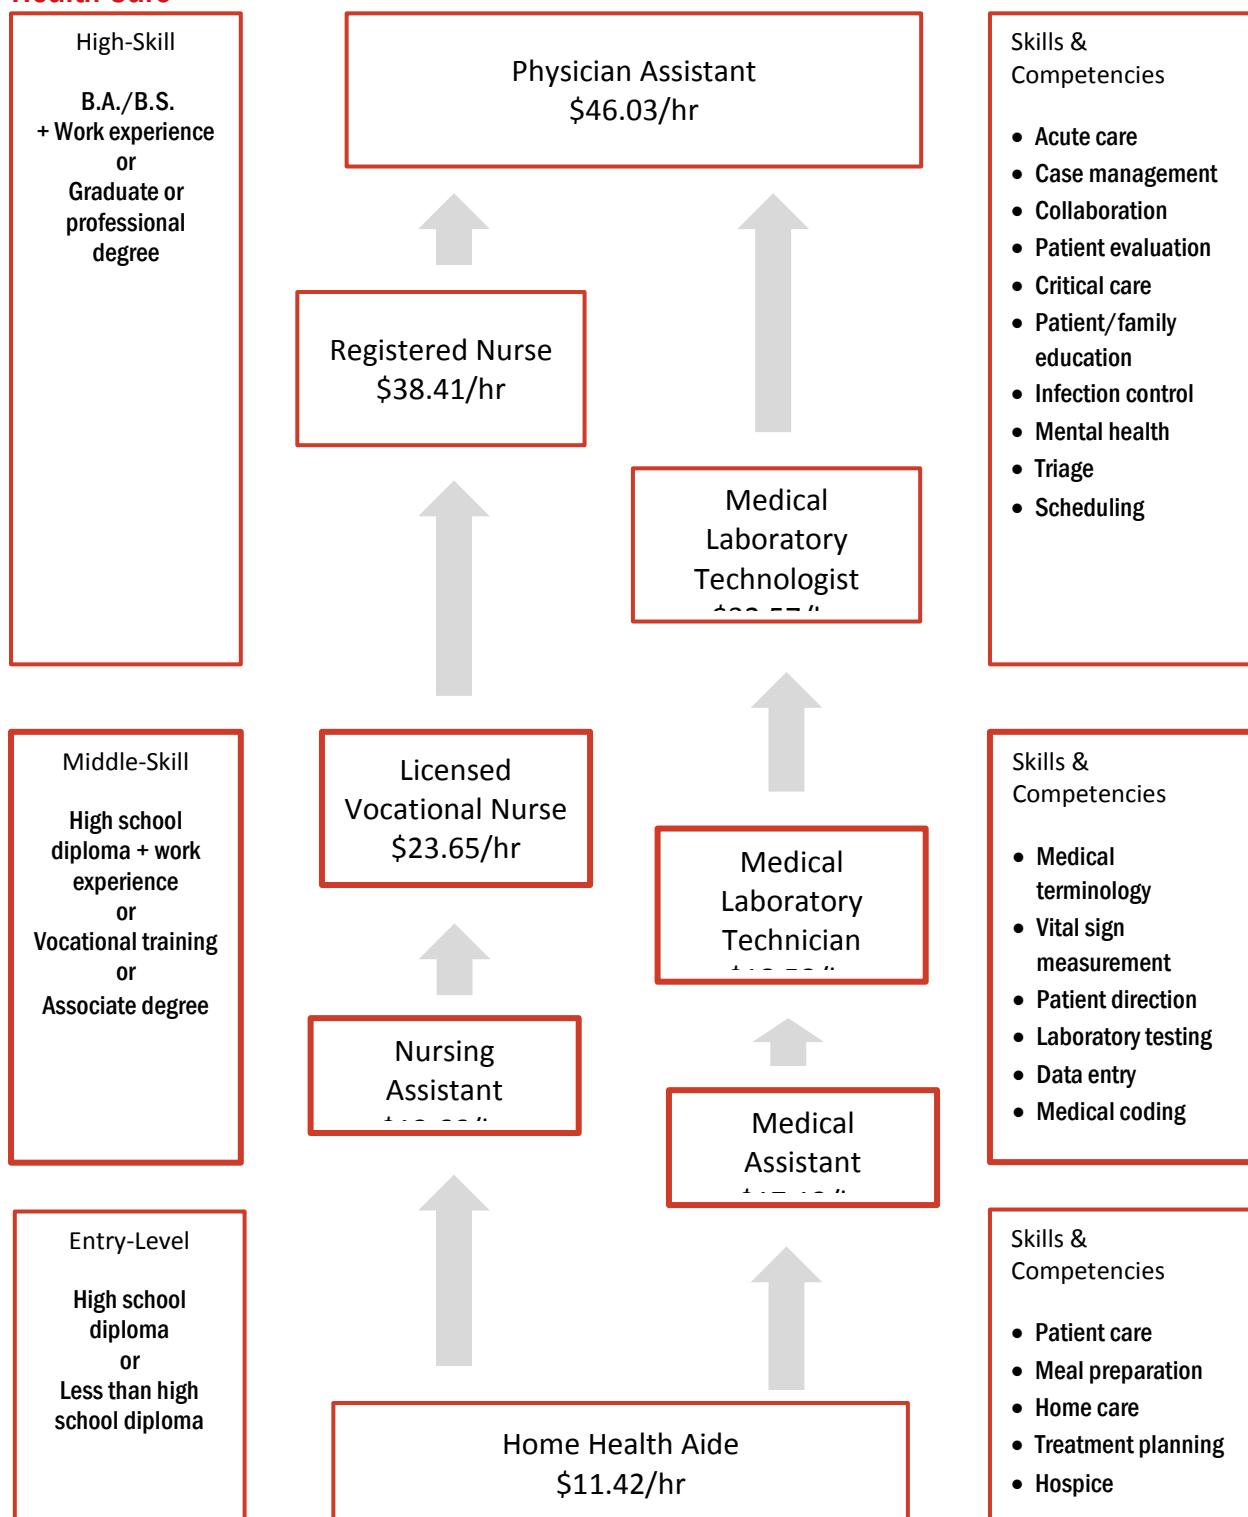 Health Care
High-Skill
B.A./B.S.
+ Work experience
or
Graduate or
professional
degree
Physician Assistant
$46.03/hr
Registered Nurse
$38.41/hr
Medical
Laboratory
Technologist
Skills &
Competencies
• Acute care
• Case management
• Collaboration
• Patient evaluation
• Critical care
• Patient/family
education
• Infection control
• Mental health
• Triage
• Scheduling
Middle-Skill
High school
diploma + work
experience
or
Vocational training
or
Associate degree
Licensed
Vocational Nurse
$23.65/hr
Medical
Laboratory
Technician
Nursing
Assistant
Medical
Assistant
Skills &
Competencies
• Medical
terminology
• Vital sign
measurement
• Patient direction
• Laboratory testing
• Data entry
• Medical coding
Entry-Level
High school
diploma
or
Less than high
school diploma
Home Health Aide
$11.42/hr
Skills &
Competencies
• Patient care
• Meal preparation
• Home care
• Treatment planning
• Hospice